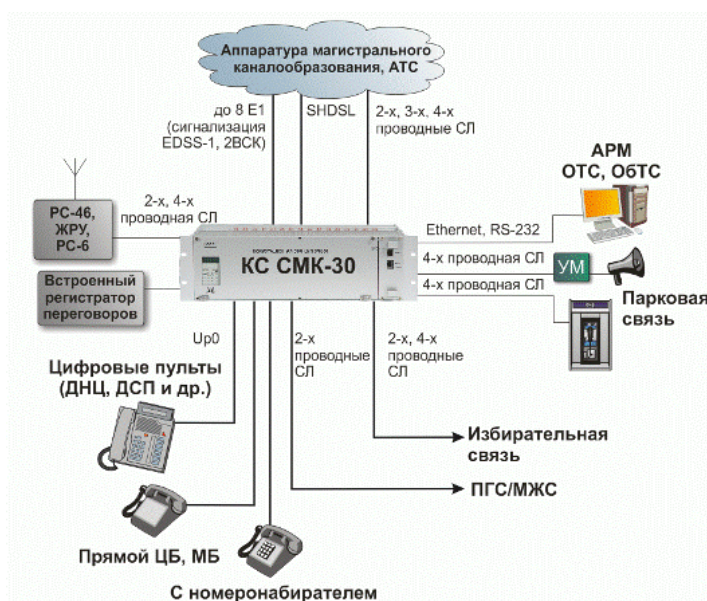 Аппаратура магистрального
каналообразования, АТС
до 8 E1
(сигнализация
EDSS-1, 2ВСК)
SHDSL
2-х, 3-х, 4-х
проводные СЛ
АРМ
ОТС, ОбТС
РС-46,
ЖРУ,
РС-6
2-х, 4-х
проводная СЛ
Ethernet, RS-232
КС СМК-30
4-х проводная СЛ
УМ
4-х проводная СЛ
Парковая
связь
Встроенный
регистратор
переговоров
Up0
2-х
проводные
СЛ
2-х, 4-х
проводные
СЛ
Цифровые пульты
(ДНЦ, ДСП и др.)
Избирательная
связь
ПГС/МЖС
Прямой ЦБ, МБ
С номеронабирателем